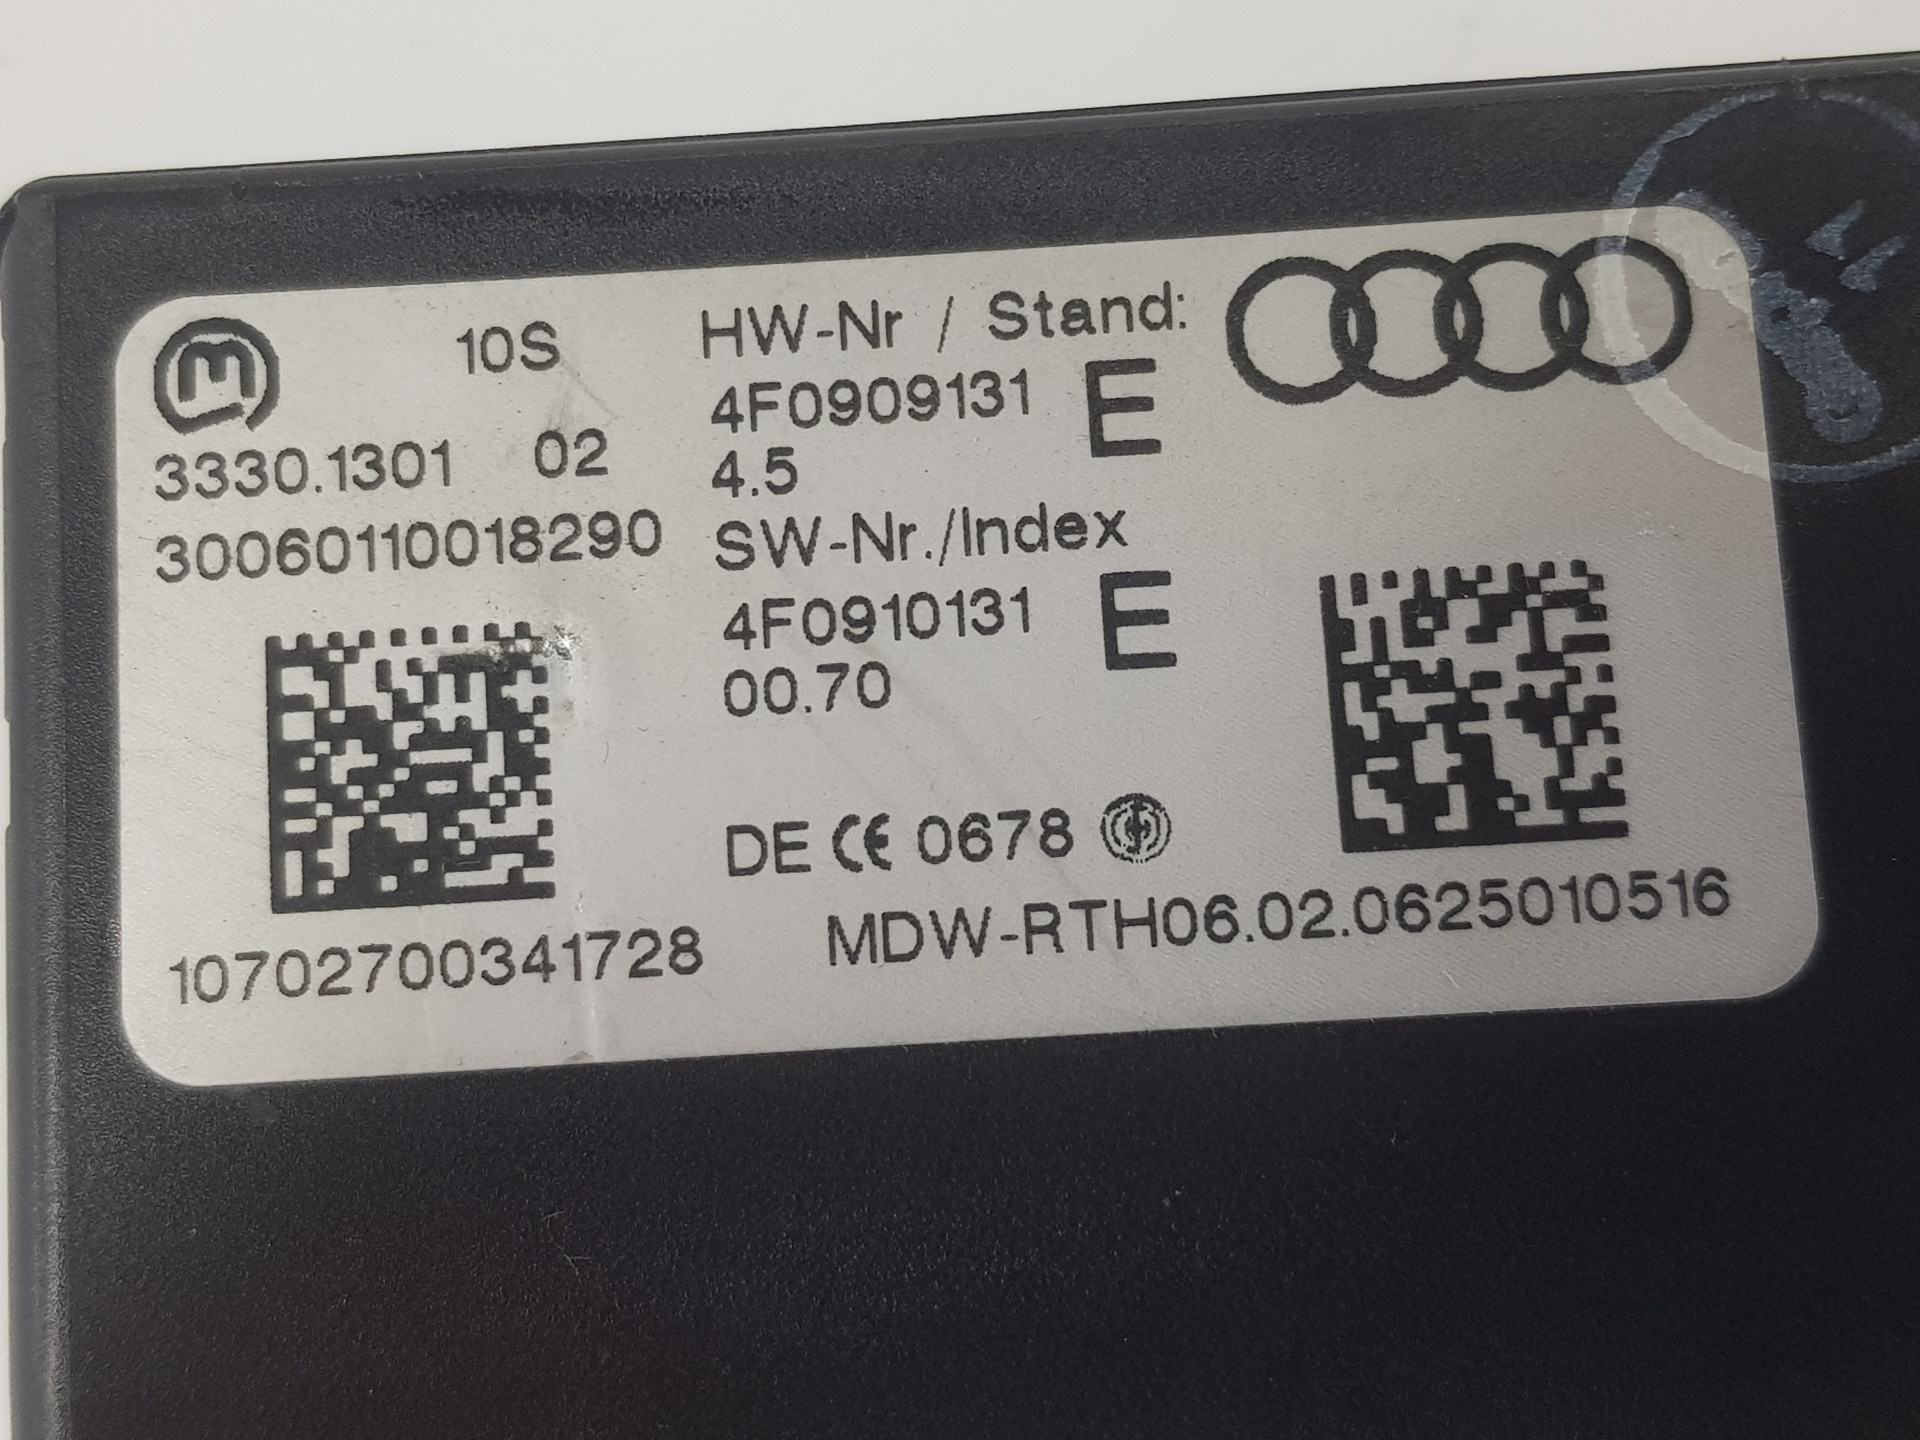 m 10S
3330.1301 02
30060110018290
10702700341728
HW-Nr / Stand:
4F0909131 E
4.5
SW-Nr./Index
4F0910131 E
00.70
DE CE 0678
MDW-RTH06.02.0625010516